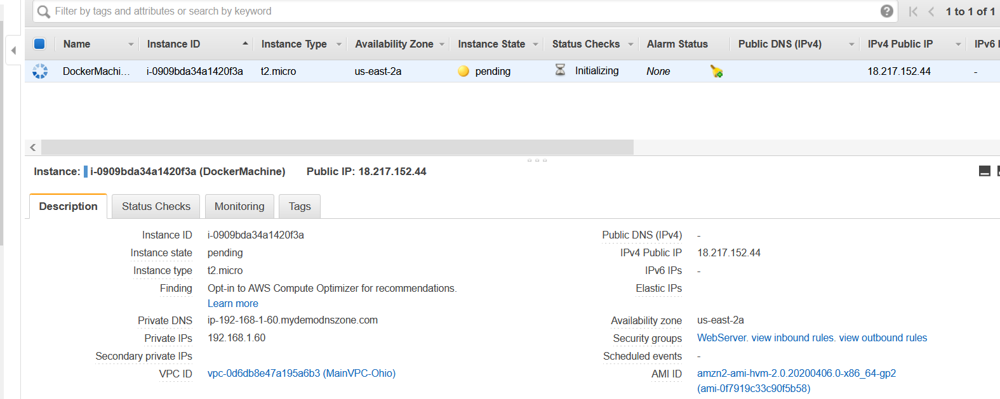 Filter by tags and attributes or search by keyword
1 to 1 of 1
Name Instance ID Instance Type Availability Zone Instance State Status Checks Alarm Status Public DNS (IPv4) IPv4 Public IP IPv6
DockerMachi... i-0909bda34a1420f3a t2.micro us-east-2a pending Initializing None 18.217.152.44 -
Instance: i-0909bda34a1420f3a (DockerMachine) Public IP: 18.217.152.44
Description Status Checks Monitoring Tags
Instance ID i-0909bda34a1420f3a Public DNS (IPv4) -
Instance state pending IPv4 Public IP 18.217.152.44
Instance type t2.micro IPv6 IPs -
Finding Opt-in to AWS Compute Optimizer for recommendations. Elastic IPs
Learn more
Private DNS ip-192-168-1-60.mydemodnszone.com Availability zone us-east-2a
Private IPs 192.168.1.60 Security groups WebServer. view inbound rules. view outbound rules
Secondary private IPs Scheduled events -
VPC ID vpc-0d6db8e47a195a6b3 (MainVPC-Ohio) AMI ID amzn2-ami-hvm-2.0.20200406.0-x86_64-gp2
(ami-0f7919c33c90f5b58)